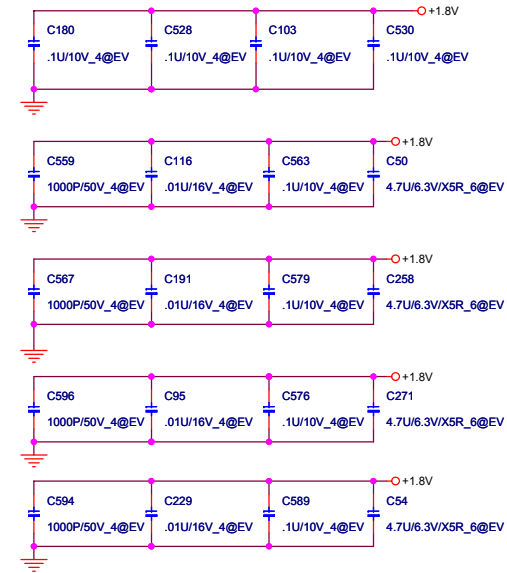 +1.8V
C180 C528 C103 C530
.1U/10V_4@EV .1U/10V_4@EV .1U/10V_4@EV .1U/10V_4@EV
+1.8V
C559 C116 C563 C50
1000P/50V_4@EV .01U/16V_4@EV .1U/10V_4@EV 4.7U/6.3V/X5R_6@EV
+1.8V
C567 C191 C579 C258
1000P/50V_4@EV .01U/16V_4@EV .1U/10V_4@EV 4.7U/6.3V/X5R_6@EV
+1.8V
C596 C95 C576 C271
1000P/50V_4@EV .01U/16V_4@EV .1U/10V_4@EV 4.7U/6.3V/X5R_6@EV
+1.8V
C594 C229 C589 C54
1000P/50V_4@EV .01U/16V_4@EV .1U/10V_4@EV 4.7U/6.3V/X5R_6@EV